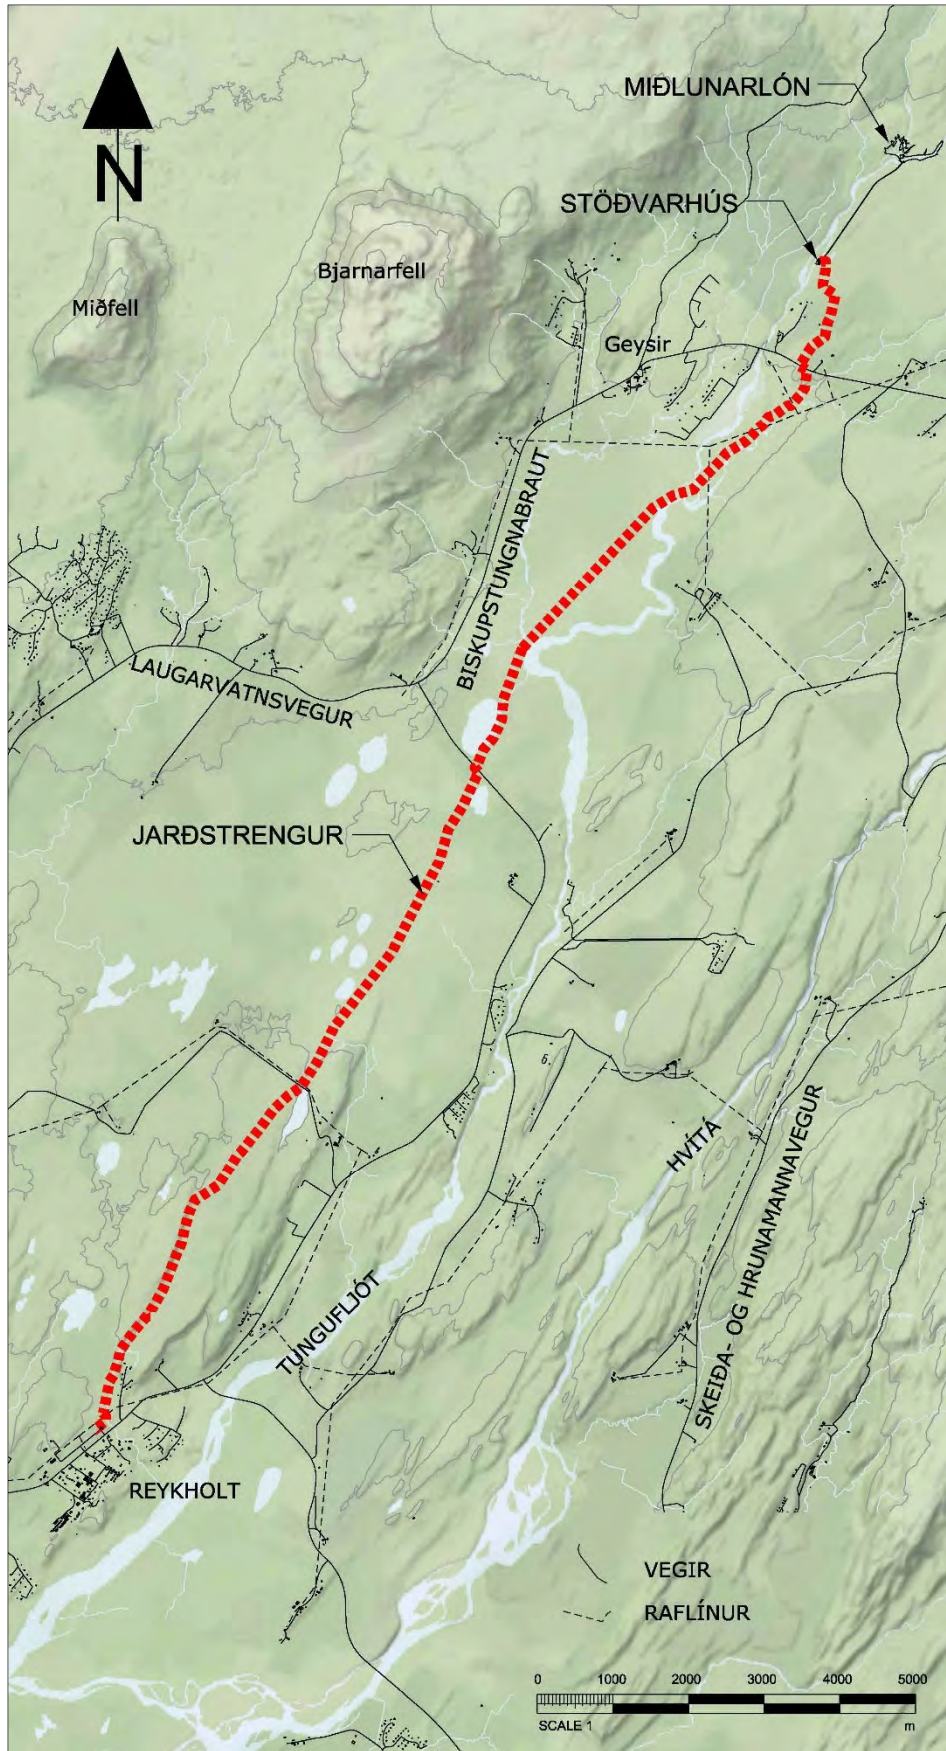 MIÐLUNARLÓN
N
STÖÐVARHÚS
Bjarnarfell
Miðfell
Geysir
BISKUPSTUNGNABRAUT
LAUGARVATNSVEGUR
JARÐSTRENGUR
6.
HVÍTÁ
SKEIÐA- OG HRUNAMANNAVEGUR
TUNGUFLJÓT
REYKHOLT
VEGIR
RAFLÍNUR
0 1000 2000 3000 4000 5000
SCALE 1 m